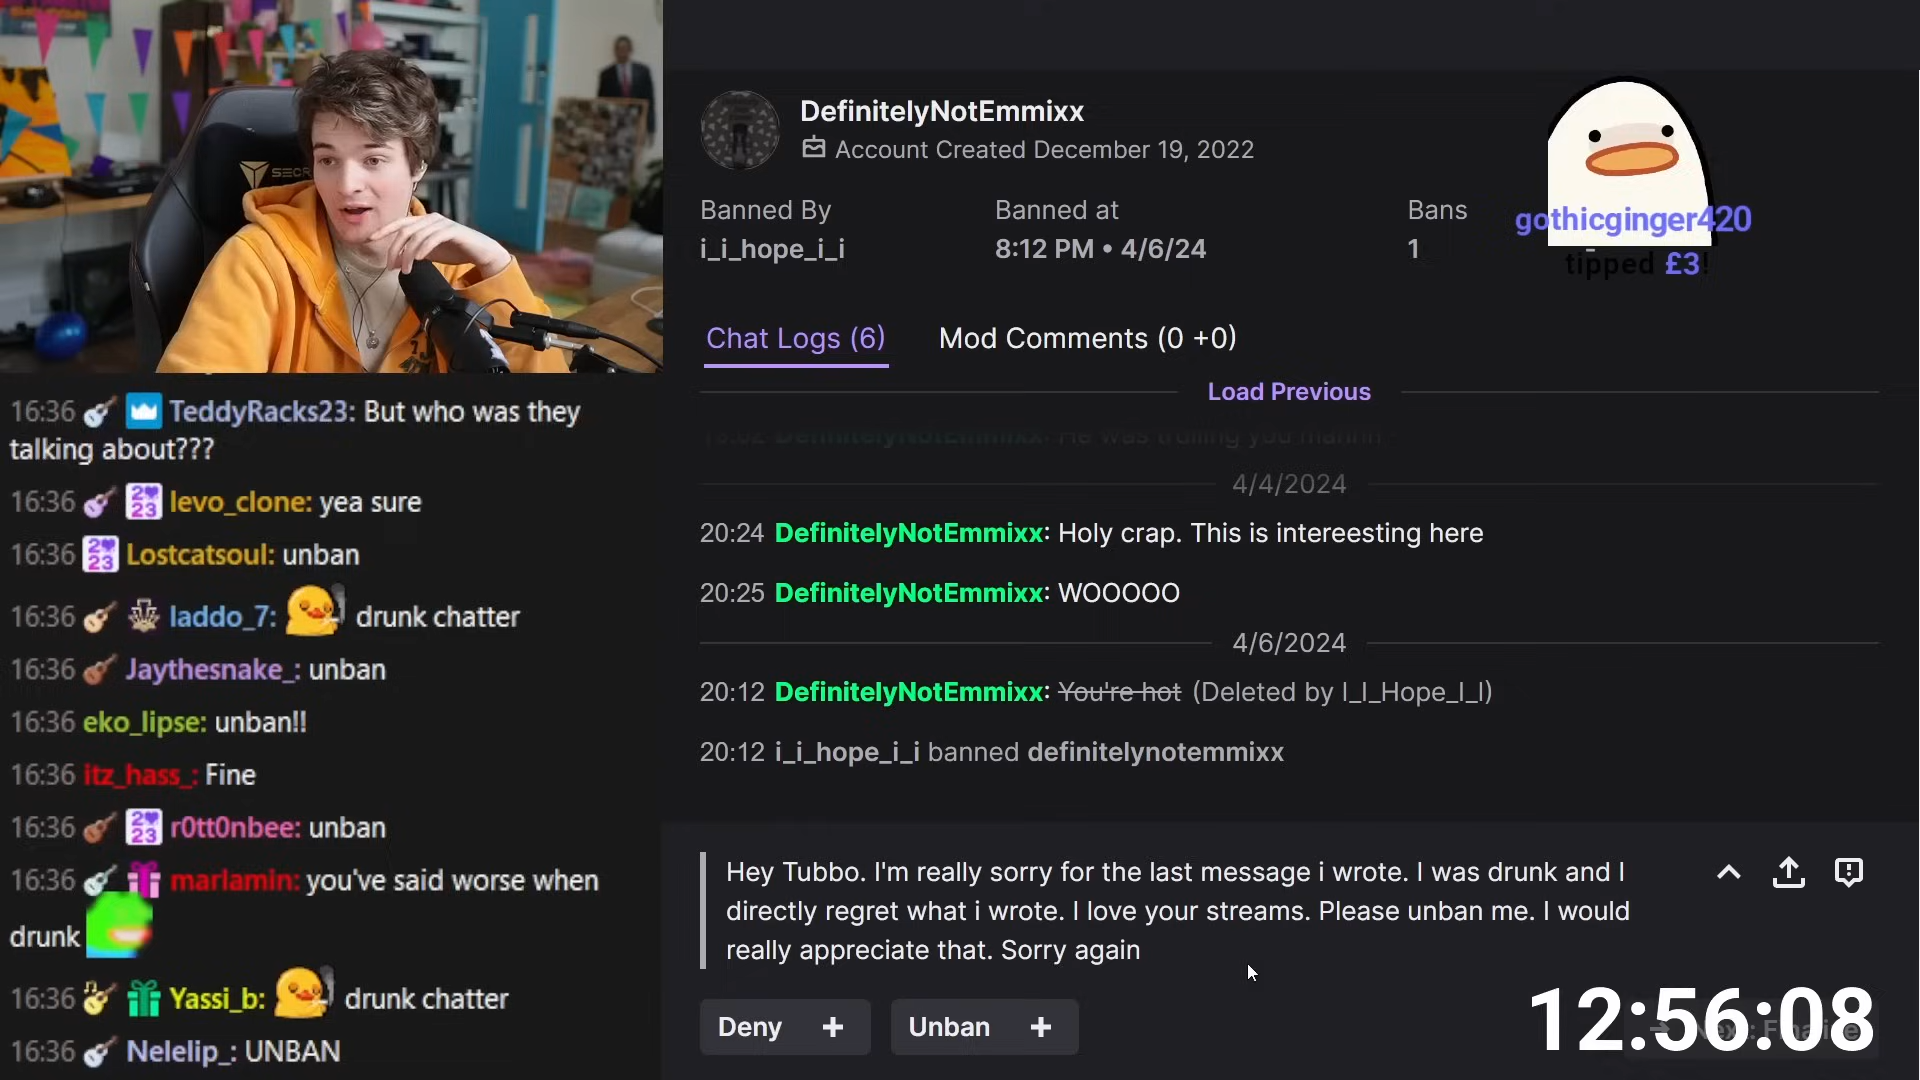 SECR
16:36 TeddyRacks23: But who was they
talking about???
16:36 levo_clone: yea sure
16:36 Lostcatsoul: unban
16:36 laddo_7: drunk chatter
16:36 Jaythesnake_: unban
16:36 eko_lipse: unban!!
16:36 itz_hass_: Fine
16:36 r0tt0nbee: unban
16:36 marlamin: you've said worse when
drunk
16:36 Yassi_b: drunk chatter
16:36 Nelelip_: UNBAN
DefinitelyNotEmmixx
Account Created December 19, 2022
Banned By
Banned at
Bans
i_i_hope_i_i
8:12 PM • 4/6/24
1
gothicginger420
tipped £3!
Chat Logs (6)
Mod Comments (0 +0)
Load Previous
DefinitelyNotEmmixx: He was trolling you
4/4/2024
20:24 DefinitelyNotEmmixx: Holy crap. This is intereesting here
20:25 DefinitelyNotEmmixx: WOOOOO
4/6/2024
20:12 DefinitelyNotEmmixx: You're hot (Deleted by I_I_Hope_I_I)
20:12 i_i_hope_i_i banned definitelynotemmixx
Hey Tubbo. I'm really sorry for the last message i wrote. I was drunk and I
directly regret what i wrote. I love your streams. Please unban me. I would
really appreciate that. Sorry again
Deny +
Unban +
12:56:08